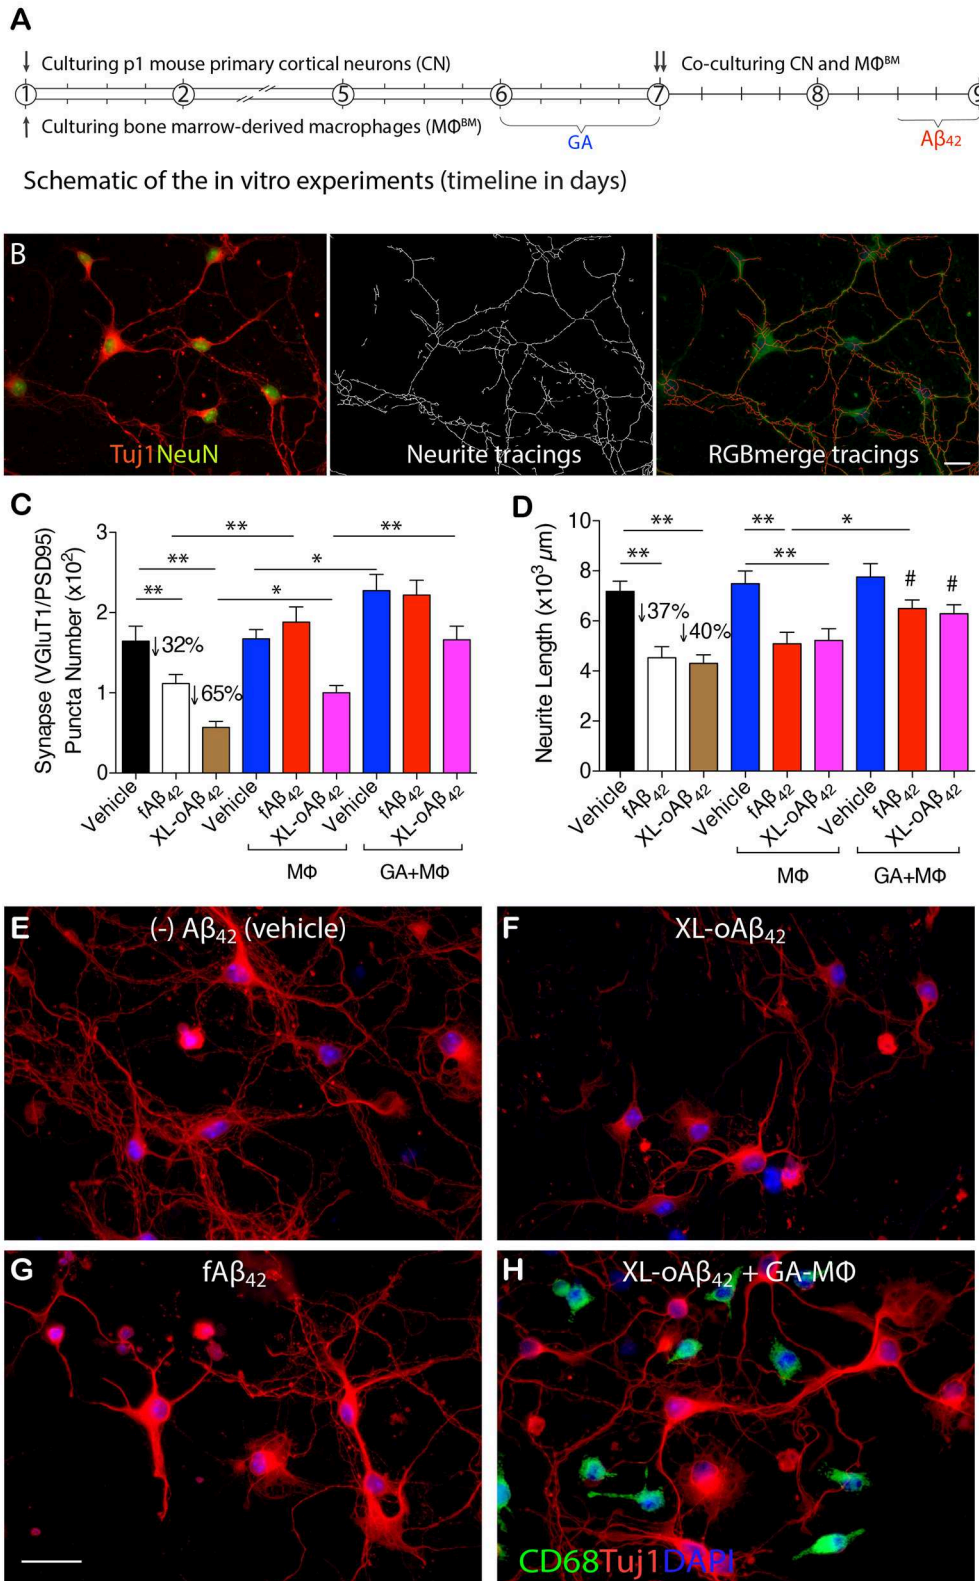 A
Culturing p1 mouse primary cortical neurons (CN)
Co-culturing CN and MΦᴮᴹ
1 2 5 6 7 8 9
Culturing bone marrow-derived macrophages (MΦᴮᴹ)
GA
Aβ₄₂
Schematic of the in vitro experiments (timeline in days)
B
Tuj1NeuN
Neurite tracings
RGBmerge tracings
C
Synapse (VGluT1/PSD95)
Puncta Number (x10²)
3
2
1
0
** ** ** ** * * **
↓32%
↓65%
Vehicle
fAβ₄₂
XL-oAβ₄₂
Vehicle
fAβ₄₂
XL-oAβ₄₂
Vehicle
fAβ₄₂
XL-oAβ₄₂
MΦ
GA+MΦ
D
Neurite Length (x10³ µm)
10
8
6
4
2
0
** ** ** ** *
↓37%
↓40%
# #
Vehicle
fAβ₄₂
XL-oAβ₄₂
Vehicle
fAβ₄₂
XL-oAβ₄₂
Vehicle
fAβ₄₂
XL-oAβ₄₂
MΦ
GA+MΦ
E
(-) Aβ₄₂ (vehicle)
F
XL-oAβ₄₂
G
fAβ₄₂
H
XL-oAβ₄₂ + GA-MΦ
CD68Tuj1DAPI